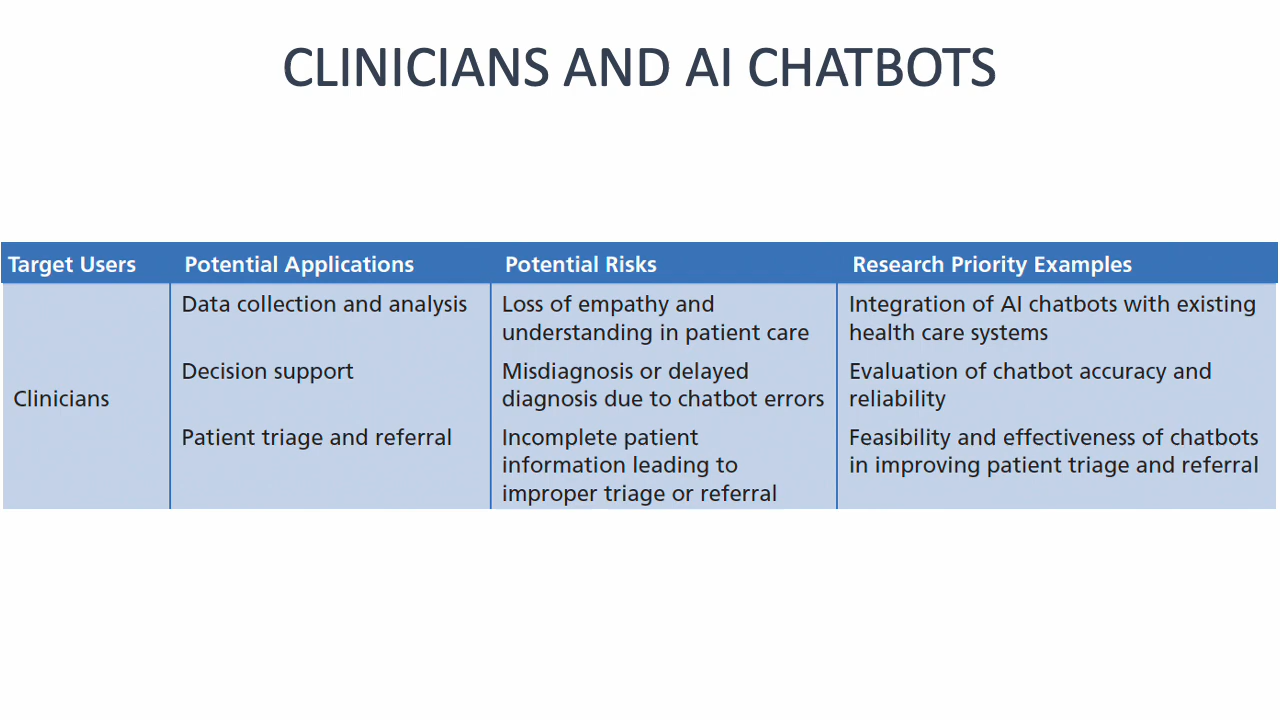 CLINICIANS AND AI CHATBOTS
Target Users
Potential Applications
Potential Risks
Research Priority Examples
Clinicians
Data collection and analysis
Loss of empathy and
understanding in patient care
Integration of AI chatbots with existing
health care systems
Decision support
Misdiagnosis or delayed
diagnosis due to chatbot errors
Evaluation of chatbot accuracy and
reliability
Patient triage and referral
Incomplete patient
information leading to
improper triage or referral
Feasibility and effectiveness of chatbots
in improving patient triage and referral